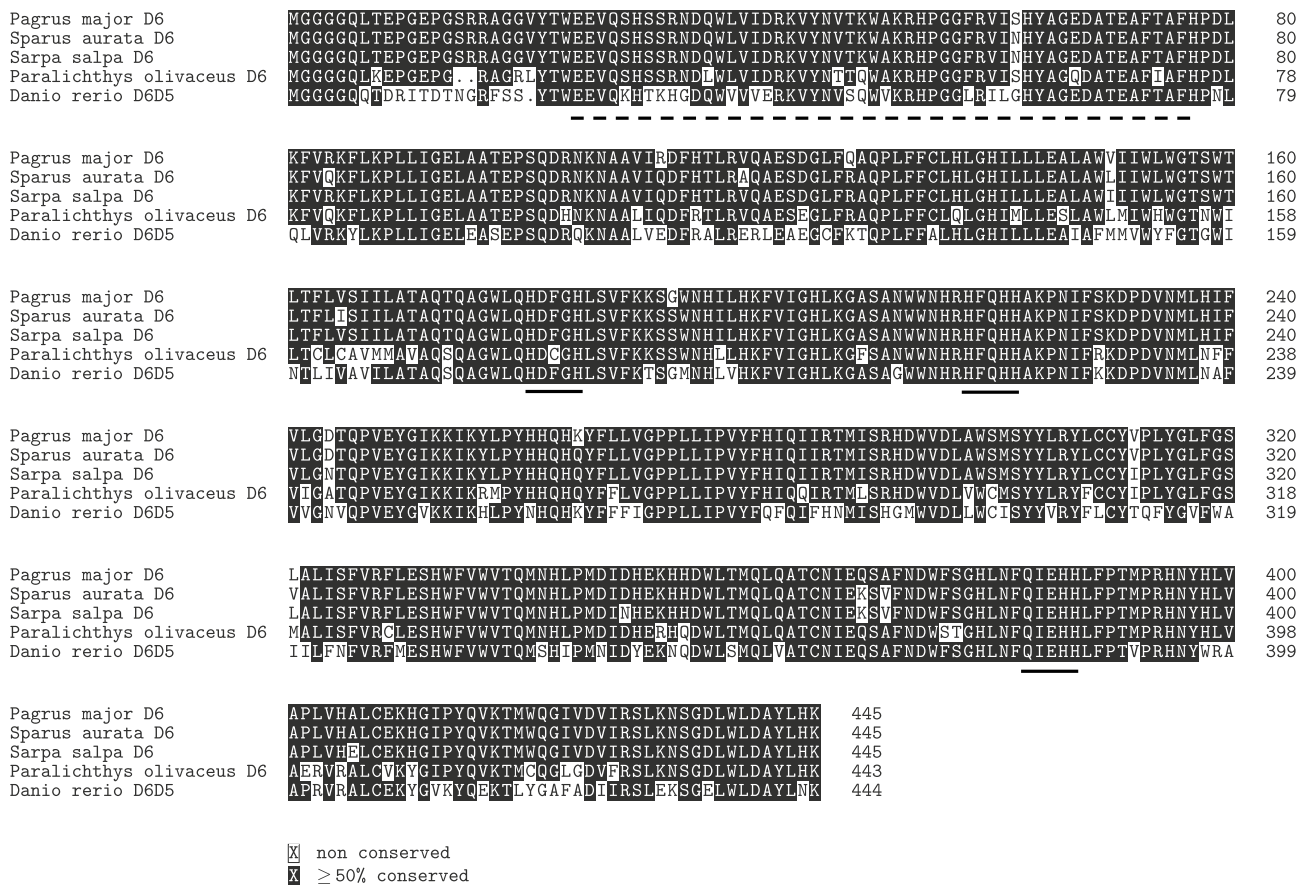 Pagrus major D6 MGGGGQLTEPGEPGSRRAGGVYTWEEVQSHSSRNDQWLVIDRKVYNVTKWAKRHPGGFRVISHYAGEDATEAFTAFHPDL 80
Sparus aurata D6 MGGGGQLTEPGEPGSRRAGGVYTWEEVQSHSSRNDQWLVIDRKVYNVTKWAKRHPGGFRVINHYAGEDATEAFTAFHPDL 80
Sarpa salpa D6 MGGGGQLTEPGEPGSRRAGGVYTWEEVQSHSSRNDQWLVIDRKVYNVTKWAKRHPGGFRVINHYAGEDATEAFTAFHPDL 80
Paralichthys olivaceus D6 MGGGGQLKEPGEPG..RAGRLYTWEEVQSHSSRNDLWLVIDRKVYNTTQWAKRHPGGFRVISHYAGQDATEAFIAFHPDL 78
Danio rerio D6D5 MGGGGQQTDRITDTNGRFSS.YTWEEVQKHTKHGDQWVVVERKVYNVSQWVKRHPGGLRILGHYAGEDATEAFTAFHPNL 79
Pagrus major D6 KFVRKFLKPLLIGELAATEPSQDRNKNAAVIRDFHTLRVQAESDGLFQAQPLFFCLHLGHILLLEALAWVIIWLWGTSWT 160
Sparus aurata D6 KFVQKFLKPLLIGELAATEPSQDRNKNAAVIQDFHTLRAQAESDGLFRAQPLFFCLHLGHILLLEALAWLIIWLWGTSWT 160
Sarpa salpa D6 KFVRKFLKPLLIGELAATEPSQDRNKNAAVIQDFHTLRVQAESDGLFRAQPLFFCLHLGHILLLEALAWIIIWLWGTSWT 160
Paralichthys olivaceus D6 KFVQKFLKPLLIGELAATEPSQDHNKNAALIQDFRTLRVQAESEGLFRAQPLFFCLQLGHIMLLESLAWLMIWHWGTNWI 158
Danio rerio D6D5 QLVRKYLKPLLIGELEASEPSQDRQKNAALVEDFRALRERLEAEGCFKTQPLFFALHLGHILLLEAIAFMMVWYFGTGWI 159
Pagrus major D6 LTFLVSIILATAQTQAGWLQHDFGHLSVFKKSGWNHILHKFVIGHLKGASANWWNHRHFQHHAKPNIFSKDPDVNMLHIF 240
Sparus aurata D6 LTFLISIILATAQTQAGWLQHDFGHLSVFKKSSWNHILHKFVIGHLKGASANWWNHRHFQHHAKPNIFSKDPDVNMLHIF 240
Sarpa salpa D6 LTFLVSIILATAQTQAGWLQHDFGHLSVFKKSSWNHILHKFVIGHLKGASANWWNHRHFQHHAKPNIFSKDPDVNMLHIF 240
Paralichthys olivaceus D6 LTCLCAVMMAVAQSQAGWLQHDCGHLSVFKKSSWNHLLHKFVIGHLKGFSANWWNHRHFQHHAKPNIFRKDPDVNMLNFF 238
Danio rerio D6D5 NTLIVAVILATAQSQAGWLQHDFGHLSVFKTSGMNHLVHKFVIGHLKGASAGWWNHRHFQHHAKPNIFKKDPDVNMLNAF 239
Pagrus major D6 VLGDTQPVEYGIKKIKYLPYHHQHKYFLLVGPPLLIPVYFHIQIIRTMISRHDWVDLAWSMSYYLRYLCCYVPLYGLFGS 320
Sparus aurata D6 VLGDTQPVEYGIKKIKYLPYHHQHQYFLLVGPPLLIPVYFHIQIIRTMISRHDWVDLAWSMSYYLRYLCCYVPLYGLFGS 320
Sarpa salpa D6 VLGNTQPVEYGIKKIKYLPYHHQHQYFLLVGPPLLIPVYFHIQIIRTMISRHDWVDLAWSMSYYLRYLCCYIPLYGLFGS 320
Paralichthys olivaceus D6 VIGATQPVEYGIKKIKRMPYHHQHQYFFLVGPPLLIPVYFHIQQIRTMLSRHDWVDLVWCMSYYLRYFCCYIPLYGLFGS 318
Danio rerio D6D5 VVGNVQPVEYGVKKIKHLPYNHQHKYFFFIGPPLLIPVYFQFQIFHNMISHGMWVDLLWCISYYVRYFLCYTQFYGVFWA 319
Pagrus major D6 LALISFVRFLESHWFVWVTQMNHLPMDIDHEKHHDWLTMQLQATCNIEQSAFNDWFSGHLNFQIEHHLFPTMPRHNYHLV 400
Sparus aurata D6 VALISFVRFLESHWFVWVTQMNHLPMDIDHEKHHDWLTMQLQATCNIEKSVFNDWFSGHLNFQIEHHLFPTMPRHNYHLV 400
Sarpa salpa D6 LALISFVRFLESHWFVWVTQMNHLPMDINHEKHHDWLTMQLQATCNIEKSVFNDWFSGHLNFQIEHHLFPTMPRHNYHLV 400
Paralichthys olivaceus D6 MALISFVRCLESHWFVWVTQMNHLPMDIDHERHQDWLTMQLQATCNIEQSAFNDWSTGHLNFQIEHHLFPTMPRHNYHLV 398
Danio rerio D6D5 IILFNFVRFMESHWFVWVTQMSHIPMNIDYEKNQDWLSMQLVATCNIEQSAFNDWFSGHLNFQIEHHLFPTVPRHNYWRA 399
Pagrus major D6 APLVHALCEKHGIPYQVKTMWQGIVDVIRSLKNSGDLWLDAYLHK 445
Sparus aurata D6 APLVHALCEKHGIPYQVKTMWQGIVDVIRSLKNSGDLWLDAYLHK 445
Sarpa salpa D6 APLVHELCEKHGIPYQVKTMWQGIVDVIRSLKNSGDLWLDAYLHK 445
Paralichthys olivaceus D6 AERVRALCVKYGIPYQVKTMCQGLGDVFRSLKNSGDLWLDAYLHK 443
Danio rerio D6D5 APRVRALCEKYGVKYQEKTLYGAFADIIRSLEKSGELWLDAYLNK 444
X non conserved
X ≥50% conserved